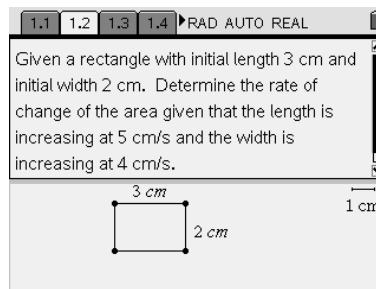 1.1 1.2 1.3 1.4 RAD AUTO REAL
Given a rectangle with initial length 3 cm and
initial width 2 cm. Determine the rate of
change of the area given that the length is
increasing at 5 cm/s and the width is
increasing at 4 cm/s.
3 cm
1 cm
2 cm